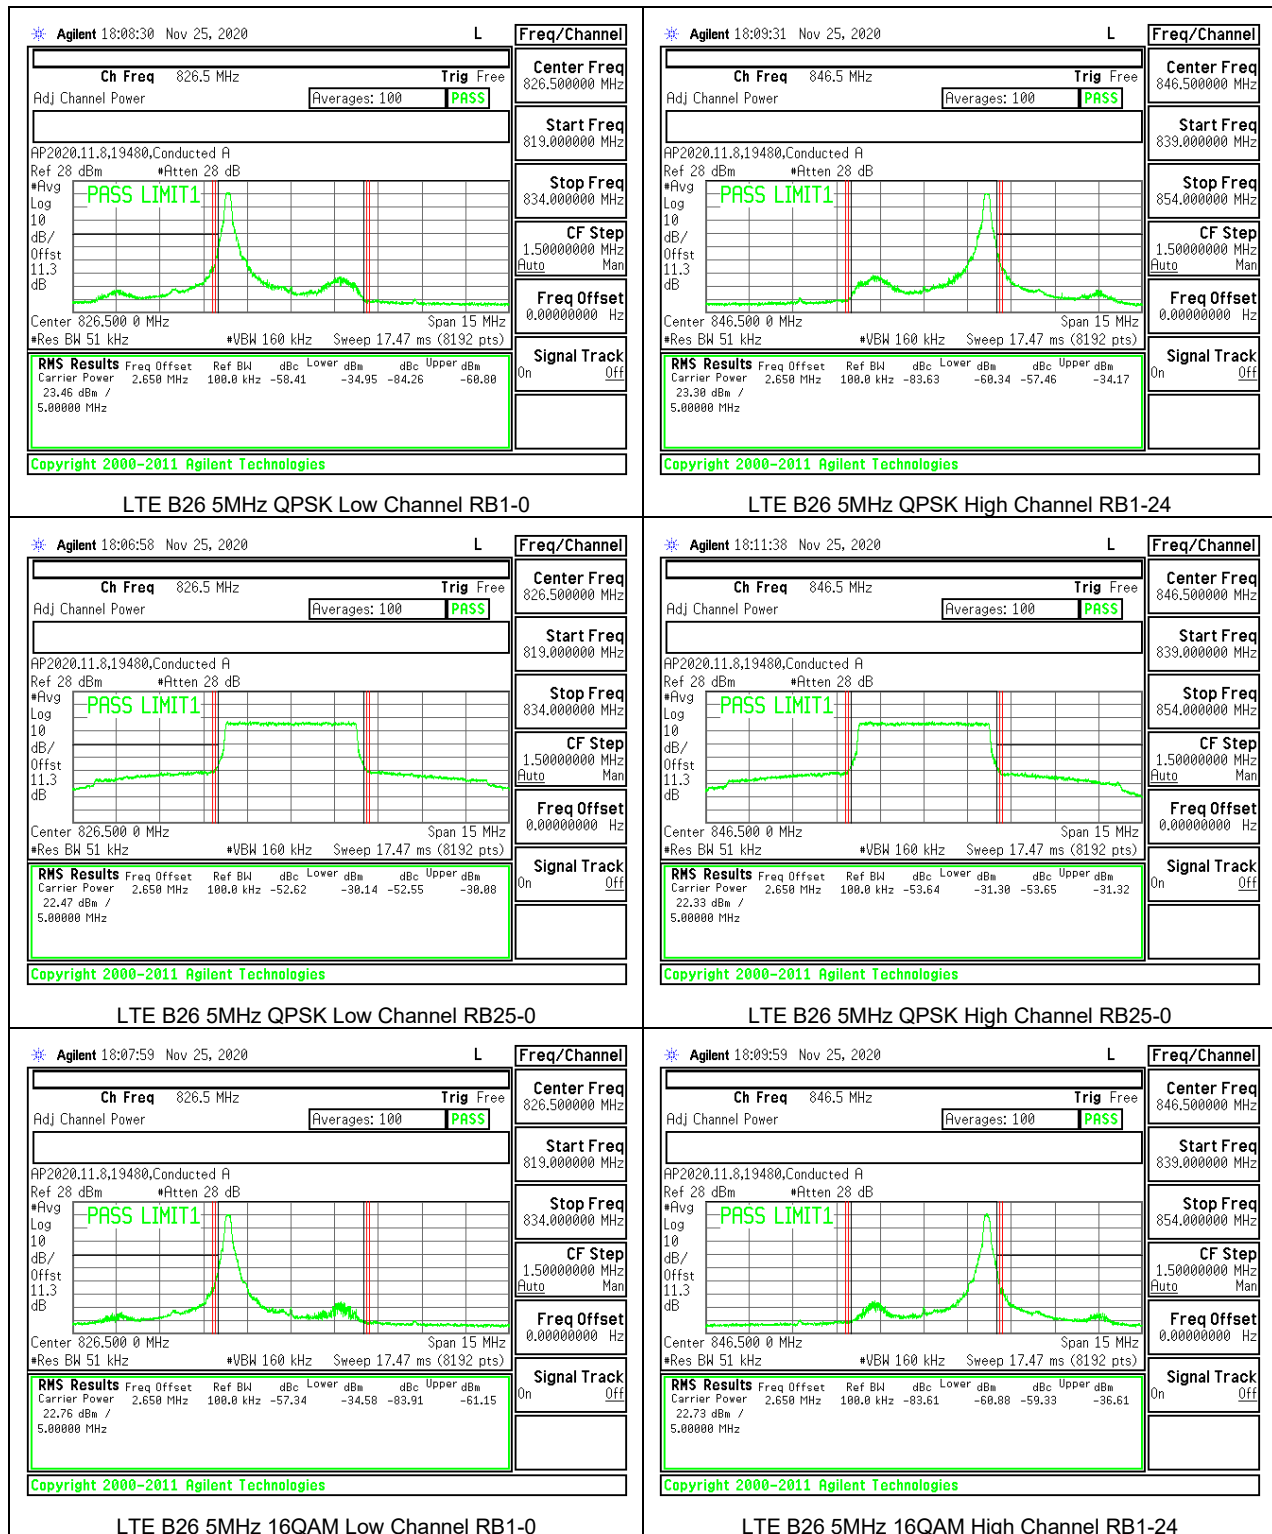 Agilent 18:08:30 Nov 25, 2020 L Freq/Channel
Ch Freq 826.5 MHz Trig Free
Adj Channel Power Averages: 100 PASS
AP2020.11.8,19480,Conducted A
Ref 28 dBm #Atten 28 dB
#Avg
Log
10
dB/
Offst
11.3
dB
PASS LIMIT1
Center 826.500 0 MHz Span 15 MHz
#Res BW 51 kHz #VBW 160 kHz Sweep 17.47 ms (8192 pts)
RMS Results Freq Offset Ref BW dBc Lower dBm dBc Upper dBm
Carrier Power 2.650 MHz 100.0 kHz -58.41 -34.95 -84.26 -60.80
23.46 dBm /
5.00000 MHz
Copyright 2000-2011 Agilent Technologies
Center Freq
826.500000 MHz
Start Freq
819.000000 MHz
Stop Freq
834.000000 MHz
CF Step
1.50000000 MHz
Auto Man
Freq Offset
0.00000000 Hz
Signal Track
On Off
LTE B26 5MHz QPSK Low Channel RB1-0
Agilent 18:09:31 Nov 25, 2020 L Freq/Channel
Ch Freq 846.5 MHz Trig Free
Adj Channel Power Averages: 100 PASS
AP2020.11.8,19480,Conducted A
Ref 28 dBm #Atten 28 dB
#Avg
Log
10
dB/
Offst
11.3
dB
PASS LIMIT1
Center 846.500 0 MHz Span 15 MHz
#Res BW 51 kHz #VBW 160 kHz Sweep 17.47 ms (8192 pts)
RMS Results Freq Offset Ref BW dBc Lower dBm dBc Upper dBm
Carrier Power 2.650 MHz 100.0 kHz -83.63 -60.34 -57.46 -34.17
23.30 dBm /
5.00000 MHz
Copyright 2000-2011 Agilent Technologies
Center Freq
846.500000 MHz
Start Freq
839.000000 MHz
Stop Freq
854.000000 MHz
CF Step
1.50000000 MHz
Auto Man
Freq Offset
0.00000000 Hz
Signal Track
On Off
LTE B26 5MHz QPSK High Channel RB1-24
Agilent 18:06:58 Nov 25, 2020 L Freq/Channel
Ch Freq 826.5 MHz Trig Free
Adj Channel Power Averages: 100 PASS
AP2020.11.8,19480,Conducted A
Ref 28 dBm #Atten 28 dB
#Avg
Log
10
dB/
Offst
11.3
dB
PASS LIMIT1
Center 826.500 0 MHz Span 15 MHz
#Res BW 51 kHz #VBW 160 kHz Sweep 17.47 ms (8192 pts)
RMS Results Freq Offset Ref BW dBc Lower dBm dBc Upper dBm
Carrier Power 2.650 MHz 100.0 kHz -52.62 -30.14 -52.55 -30.08
22.47 dBm /
5.00000 MHz
Copyright 2000-2011 Agilent Technologies
Center Freq
826.500000 MHz
Start Freq
819.000000 MHz
Stop Freq
834.000000 MHz
CF Step
1.50000000 MHz
Auto Man
Freq Offset
0.00000000 Hz
Signal Track
On Off
LTE B26 5MHz QPSK Low Channel RB25-0
Agilent 18:11:38 Nov 25, 2020 L Freq/Channel
Ch Freq 846.5 MHz Trig Free
Adj Channel Power Averages: 100 PASS
AP2020.11.8,19480,Conducted A
Ref 28 dBm #Atten 28 dB
#Avg
Log
10
dB/
Offst
11.3
dB
PASS LIMIT1
Center 846.500 0 MHz Span 15 MHz
#Res BW 51 kHz #VBW 160 kHz Sweep 17.47 ms (8192 pts)
RMS Results Freq Offset Ref BW dBc Lower dBm dBc Upper dBm
Carrier Power 2.650 MHz 100.0 kHz -53.64 -31.30 -53.65 -31.32
22.33 dBm /
5.00000 MHz
Copyright 2000-2011 Agilent Technologies
Center Freq
846.500000 MHz
Start Freq
839.000000 MHz
Stop Freq
854.000000 MHz
CF Step
1.50000000 MHz
Auto Man
Freq Offset
0.00000000 Hz
Signal Track
On Off
LTE B26 5MHz QPSK High Channel RB25-0
Agilent 18:07:59 Nov 25, 2020 L Freq/Channel
Ch Freq 826.5 MHz Trig Free
Adj Channel Power Averages: 100 PASS
AP2020.11.8,19480,Conducted A
Ref 28 dBm #Atten 28 dB
#Avg
Log
10
dB/
Offst
11.3
dB
PASS LIMIT1
Center 826.500 0 MHz Span 15 MHz
#Res BW 51 kHz #VBW 160 kHz Sweep 17.47 ms (8192 pts)
RMS Results Freq Offset Ref BW dBc Lower dBm dBc Upper dBm
Carrier Power 2.650 MHz 100.0 kHz -57.34 -34.58 -83.91 -61.15
22.76 dBm /
5.00000 MHz
Copyright 2000-2011 Agilent Technologies
Center Freq
826.500000 MHz
Start Freq
819.000000 MHz
Stop Freq
834.000000 MHz
CF Step
1.50000000 MHz
Auto Man
Freq Offset
0.00000000 Hz
Signal Track
On Off
LTE B26 5MHz 16QAM Low Channel RB1-0
Agilent 18:09:59 Nov 25, 2020 L Freq/Channel
Ch Freq 846.5 MHz Trig Free
Adj Channel Power Averages: 100 PASS
AP2020.11.8,19480,Conducted A
Ref 28 dBm #Atten 28 dB
#Avg
Log
10
dB/
Offst
11.3
dB
PASS LIMIT1
Center 846.500 0 MHz Span 15 MHz
#Res BW 51 kHz #VBW 160 kHz Sweep 17.47 ms (8192 pts)
RMS Results Freq Offset Ref BW dBc Lower dBm dBc Upper dBm
Carrier Power 2.650 MHz 100.0 kHz -83.61 -60.88 -59.33 -36.61
22.73 dBm /
5.00000 MHz
Copyright 2000-2011 Agilent Technologies
Center Freq
846.500000 MHz
Start Freq
839.000000 MHz
Stop Freq
854.000000 MHz
CF Step
1.50000000 MHz
Auto Man
Freq Offset
0.00000000 Hz
Signal Track
On Off
LTE B26 5MHz 16QAM High Channel RB1-24